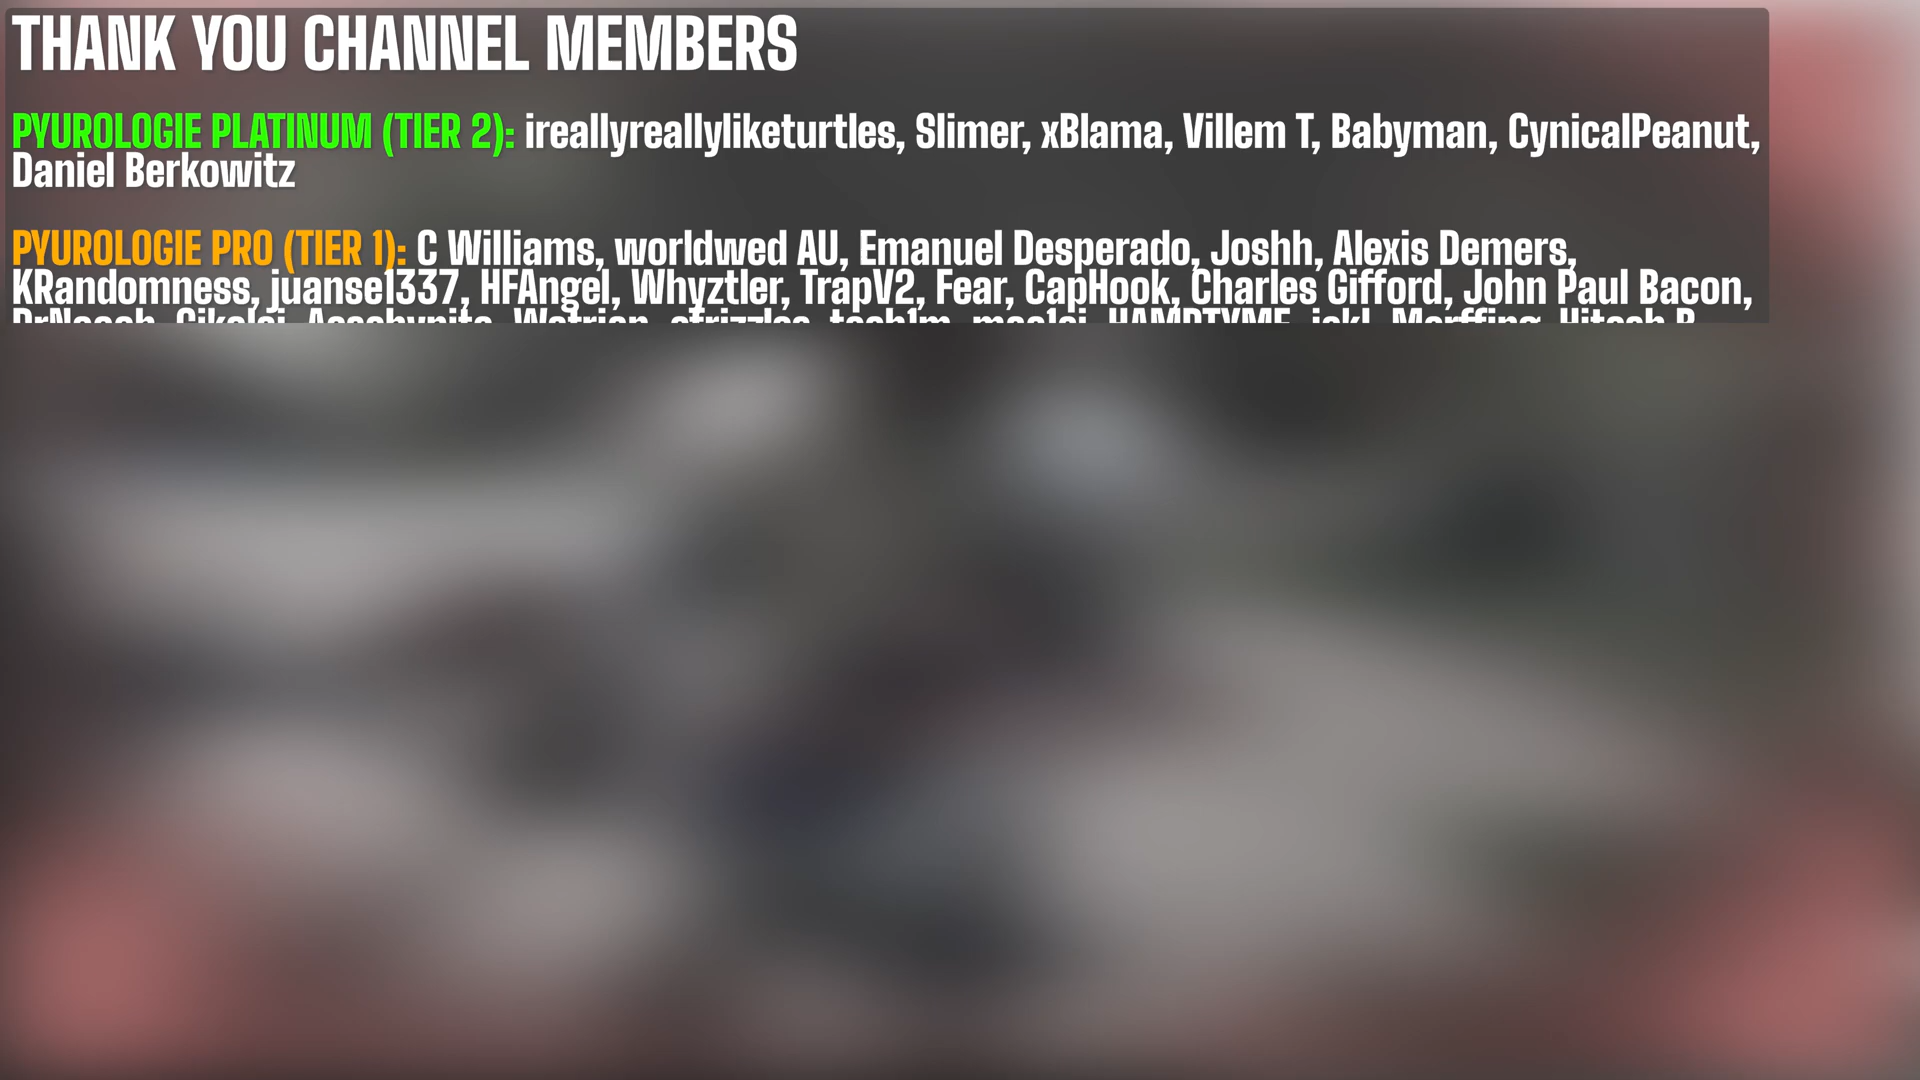 THANK YOU CHANNEL MEMBERS
PYUROLOGIE PLATINUM (TIER 2): ireallyreallyliketurtles, Slimer, xBlama, Villem T, Babyman, CynicalPeanut,
Daniel Berkowitz
PYUROLOGIE PRO (TIER 1): C Williams, worldwed AU, Emanuel Desperado, Joshh, Alexis Demers,
KRandomness, juanse1337, HFAngel, Whyztler, TrapV2, Fear, CapHook, Charles Gifford, John Paul Bacon,